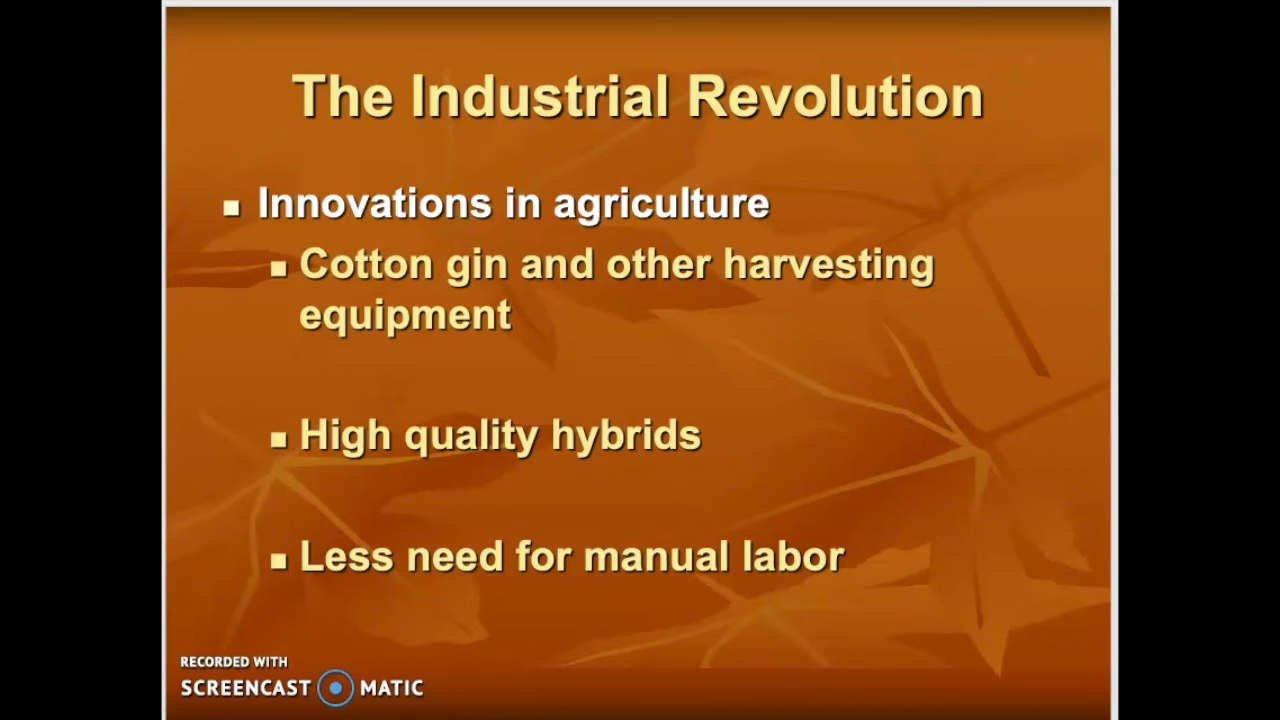 The Industrial Revolution
Innovations in agriculture
Cotton gin and other harvesting
equipment
High quality hybrids
Less need for manual labor
RECORDED WITH
SCREENCAST MATIC